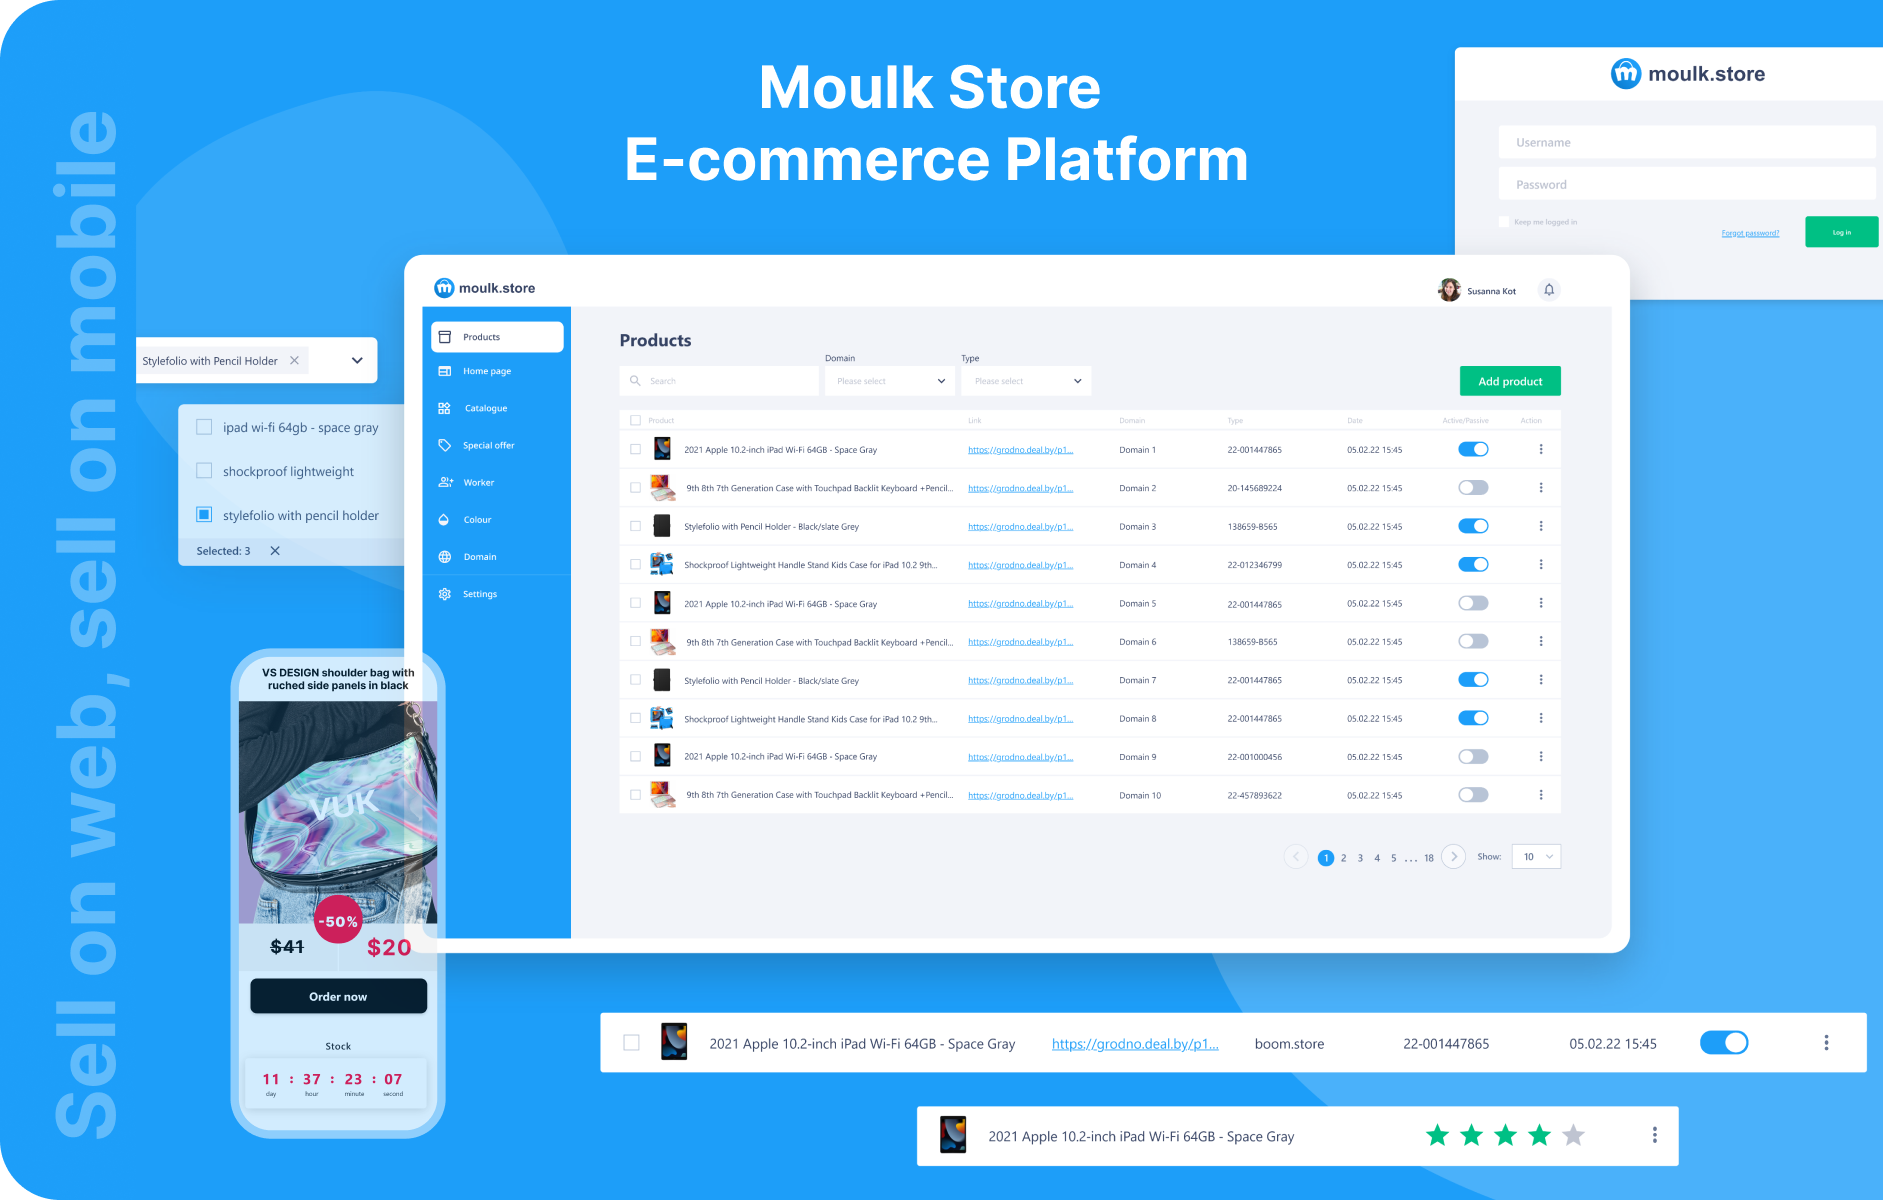 Moulk Store
E-commerce Platform
Sell on web, sell on mobile
moulk.store
Username
Password
Keep me logged in
Forgot password?
Log in
moulk.store
Susanna Kot
Products
Home page
Catalogue
Special offer
Worker
Colour
Domain
Settings
Products
Domain
Type
Search
Please select
Please select
Add product
Product Link Domain Type Date Active/Passive Action
2021 Apple 10.2-inch iPad Wi-Fi 64GB - Space Gray https://grodno.deal.by/p1... Domain 1 22-001447865 05.02.22 15:45
9th 8th 7th Generation Case with Touchpad Backlit Keyboard +Pencil... https://grodno.deal.by/p1... Domain 2 20-145689224 05.02.22 15:45
Stylefolio with Pencil Holder - Black/slate Grey https://grodno.deal.by/p1... Domain 3 138659-B565 05.02.22 15:45
Shockproof Lightweight Handle Stand Kids Case for iPad 10.2 9th... https://grodno.deal.by/p1... Domain 4 22-012346799 05.02.22 15:45
2021 Apple 10.2-inch iPad Wi-Fi 64GB - Space Gray https://grodno.deal.by/p1... Domain 5 22-001447865 05.02.22 15:45
9th 8th 7th Generation Case with Touchpad Backlit Keyboard +Pencil... https://grodno.deal.by/p1... Domain 6 138659-B565 05.02.22 15:45
Stylefolio with Pencil Holder - Black/slate Grey https://grodno.deal.by/p1... Domain 7 22-001447865 05.02.22 15:45
Shockproof Lightweight Handle Stand Kids Case for iPad 10.2 9th... https://grodno.deal.by/p1... Domain 8 22-001447865 05.02.22 15:45
2021 Apple 10.2-inch iPad Wi-Fi 64GB - Space Gray https://grodno.deal.by/p1... Domain 9 22-001000456 05.02.22 15:45
9th 8th 7th Generation Case with Touchpad Backlit Keyboard +Pencil... https://grodno.deal.by/p1... Domain 10 22-457893622 05.02.22 15:45
1 2 3 4 5 ... 18 Show: 10
Stylefolio with Pencil Holder
ipad wi-fi 64gb - space gray
shockproof lightweight
stylefolio with pencil holder
Selected: 3
VS DESIGN shoulder bag with
ruched side panels in black
VUK
-50%
$41 $20
Order now
Stock
11 : 37 : 23 : 07
day hour minute second
2021 Apple 10.2-inch iPad Wi-Fi 64GB - Space Gray https://grodno.deal.by/p1... boom.store 22-001447865 05.02.22 15:45
2021 Apple 10.2-inch iPad Wi-Fi 64GB - Space Gray